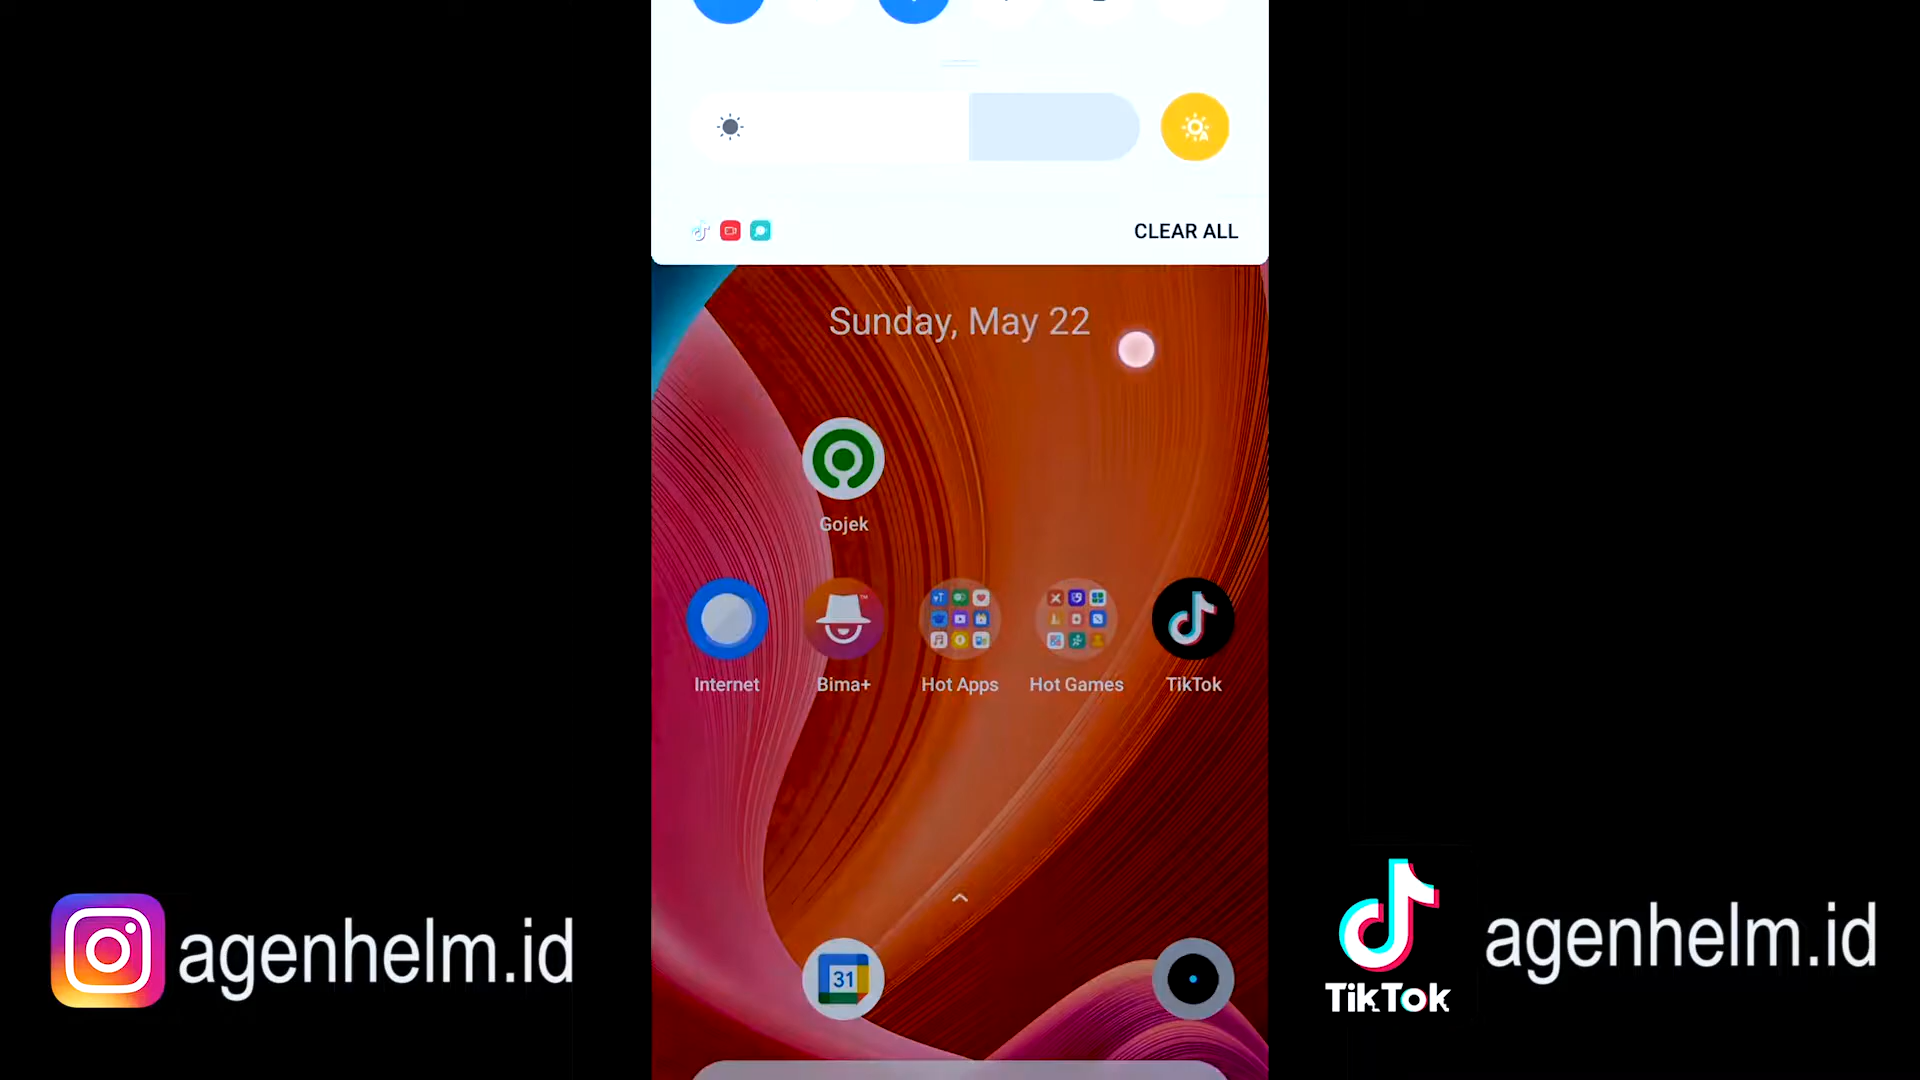 CLEAR ALL
Sunday, May 22
Gojek
Internet
Bima+
Hot Apps
Hot Games
TikTok
31
agenhelm.id
TikTok
agenhelm.id